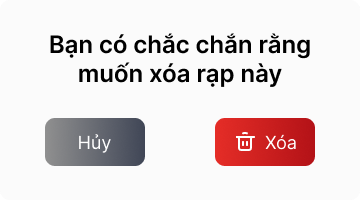 Bạn có chắc chắn rằng
muốn xóa rạp này
Hủy
Xóa